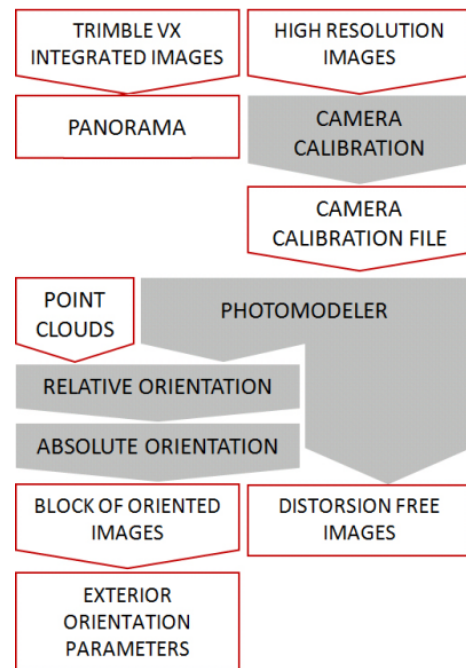 TRIMBLE VX
INTEGRATED IMAGES
HIGH RESOLUTION
IMAGES
PANORAMA
CAMERA
CALIBRATION
CAMERA
CALIBRATION FILE
POINT
CLOUDS
PHOTOMODELER
RELATIVE ORIENTATION
ABSOLUTE ORIENTATION
BLOCK OF ORIENTED
IMAGES
DISTORSION FREE
IMAGES
EXTERIOR
ORIENTATION
PARAMETERS